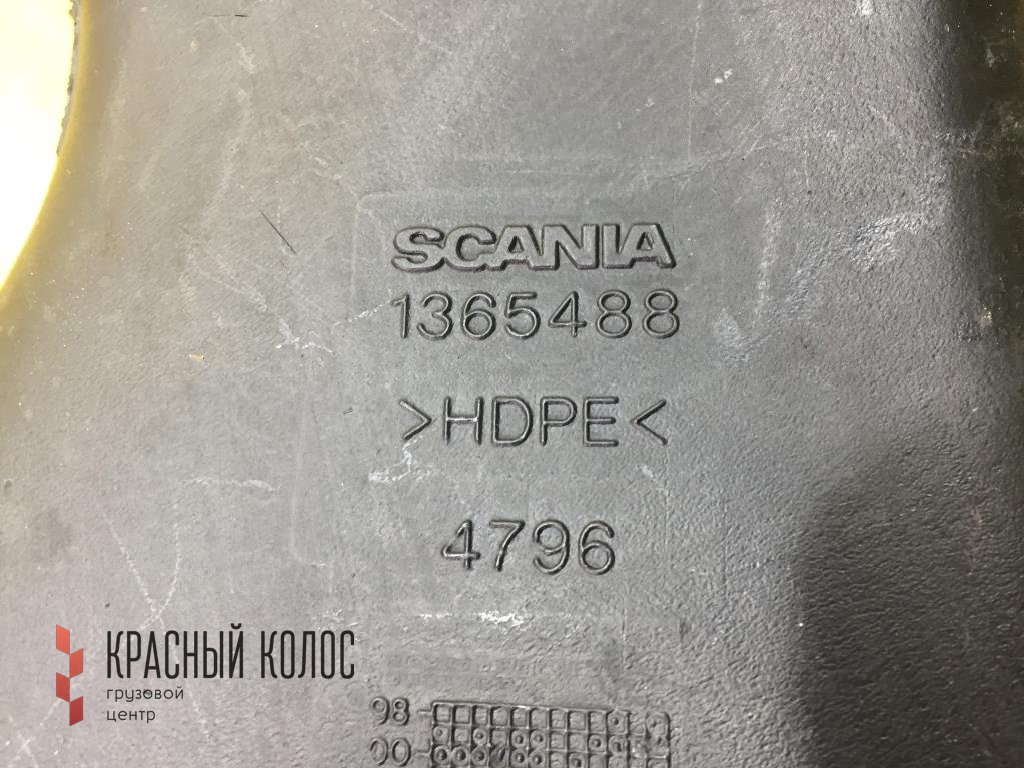 SCANIA
1365488
>HDPE<
4796
КРАСНЫЙ КОЛОС
грузовой
центр
98
00